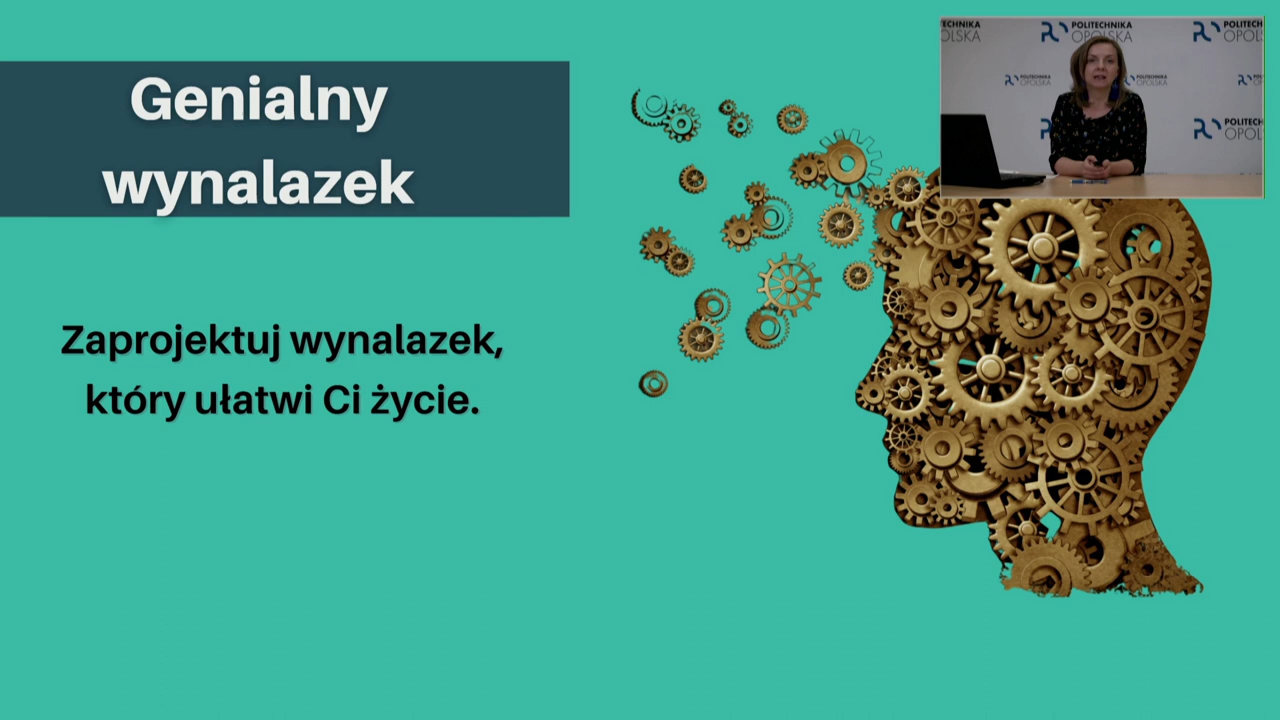 Genialny
wynalazek
Zaprojektuj wynalazek,
który ułatwi Ci życie.
POLITECHNIKA
OPOLSKA
POLITECHNIKA
OPOLSKA
POLITECHNIKA
OPOLSKA